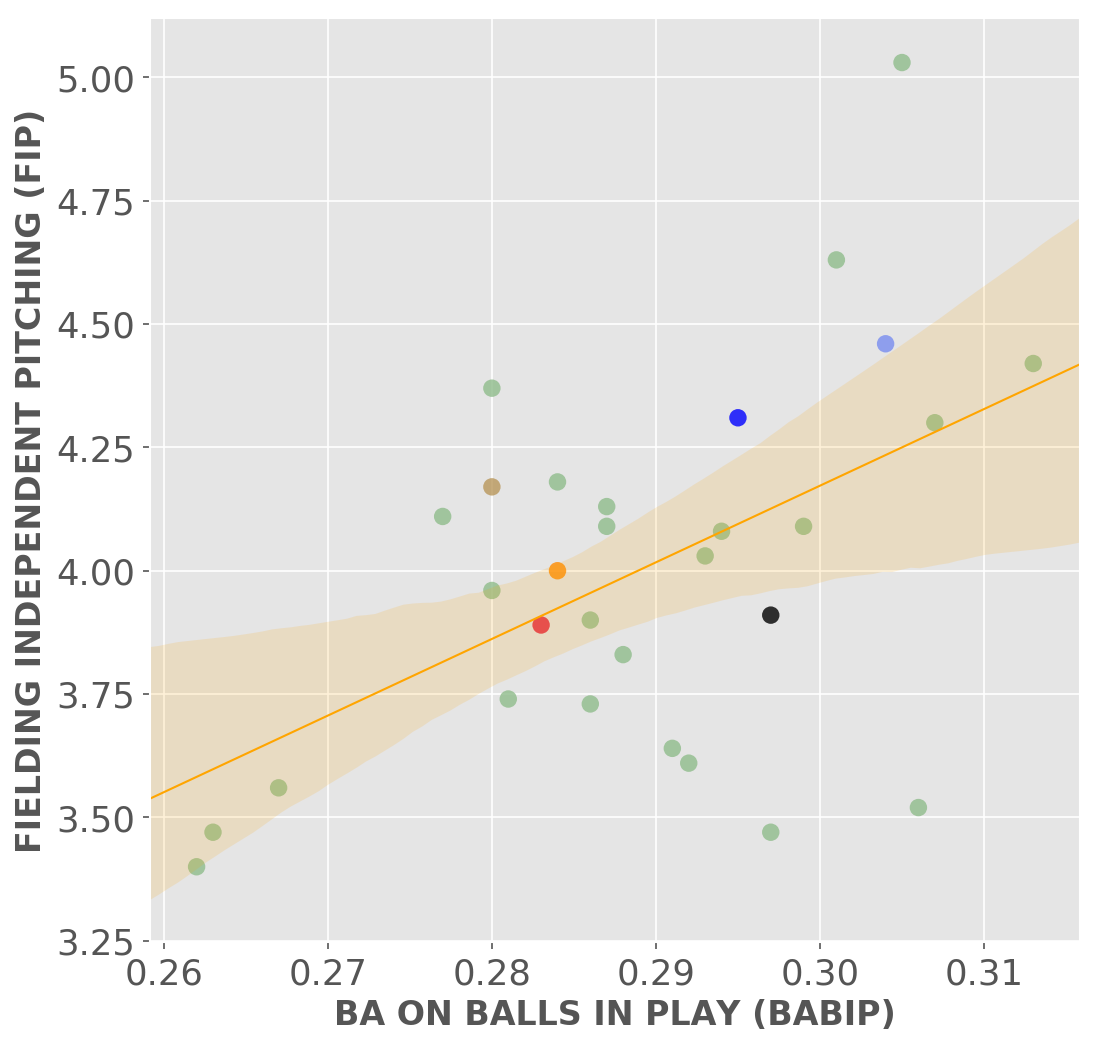 FIELDING INDEPENDENT PITCHING (FIP)
5.00
4.75
4.50
4.25
4.00
3.75
3.50
3.25
0.26 0.27 0.28 0.29 0.30 0.31
BA ON BALLS IN PLAY (BABIP)